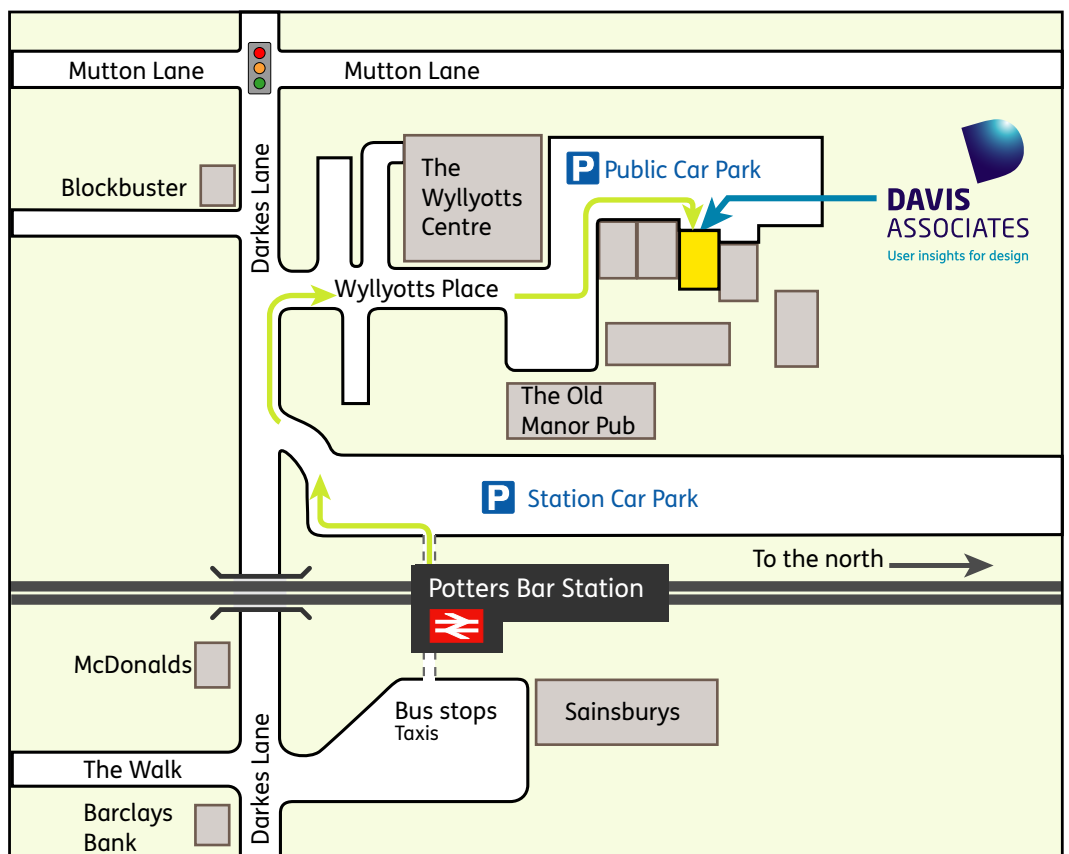 Mutton Lane
Mutton Lane
Darkes Lane
Blockbuster
The
Wyllyotts
Centre
P Public Car Park
DAVIS
ASSOCIATES
User insights for design
Wyllyotts Place
The Old
Manor Pub
P Station Car Park
To the north
Potters Bar Station
McDonalds
Bus stops
Taxis
Sainsburys
Darkes Lane
The Walk
Barclays
Bank